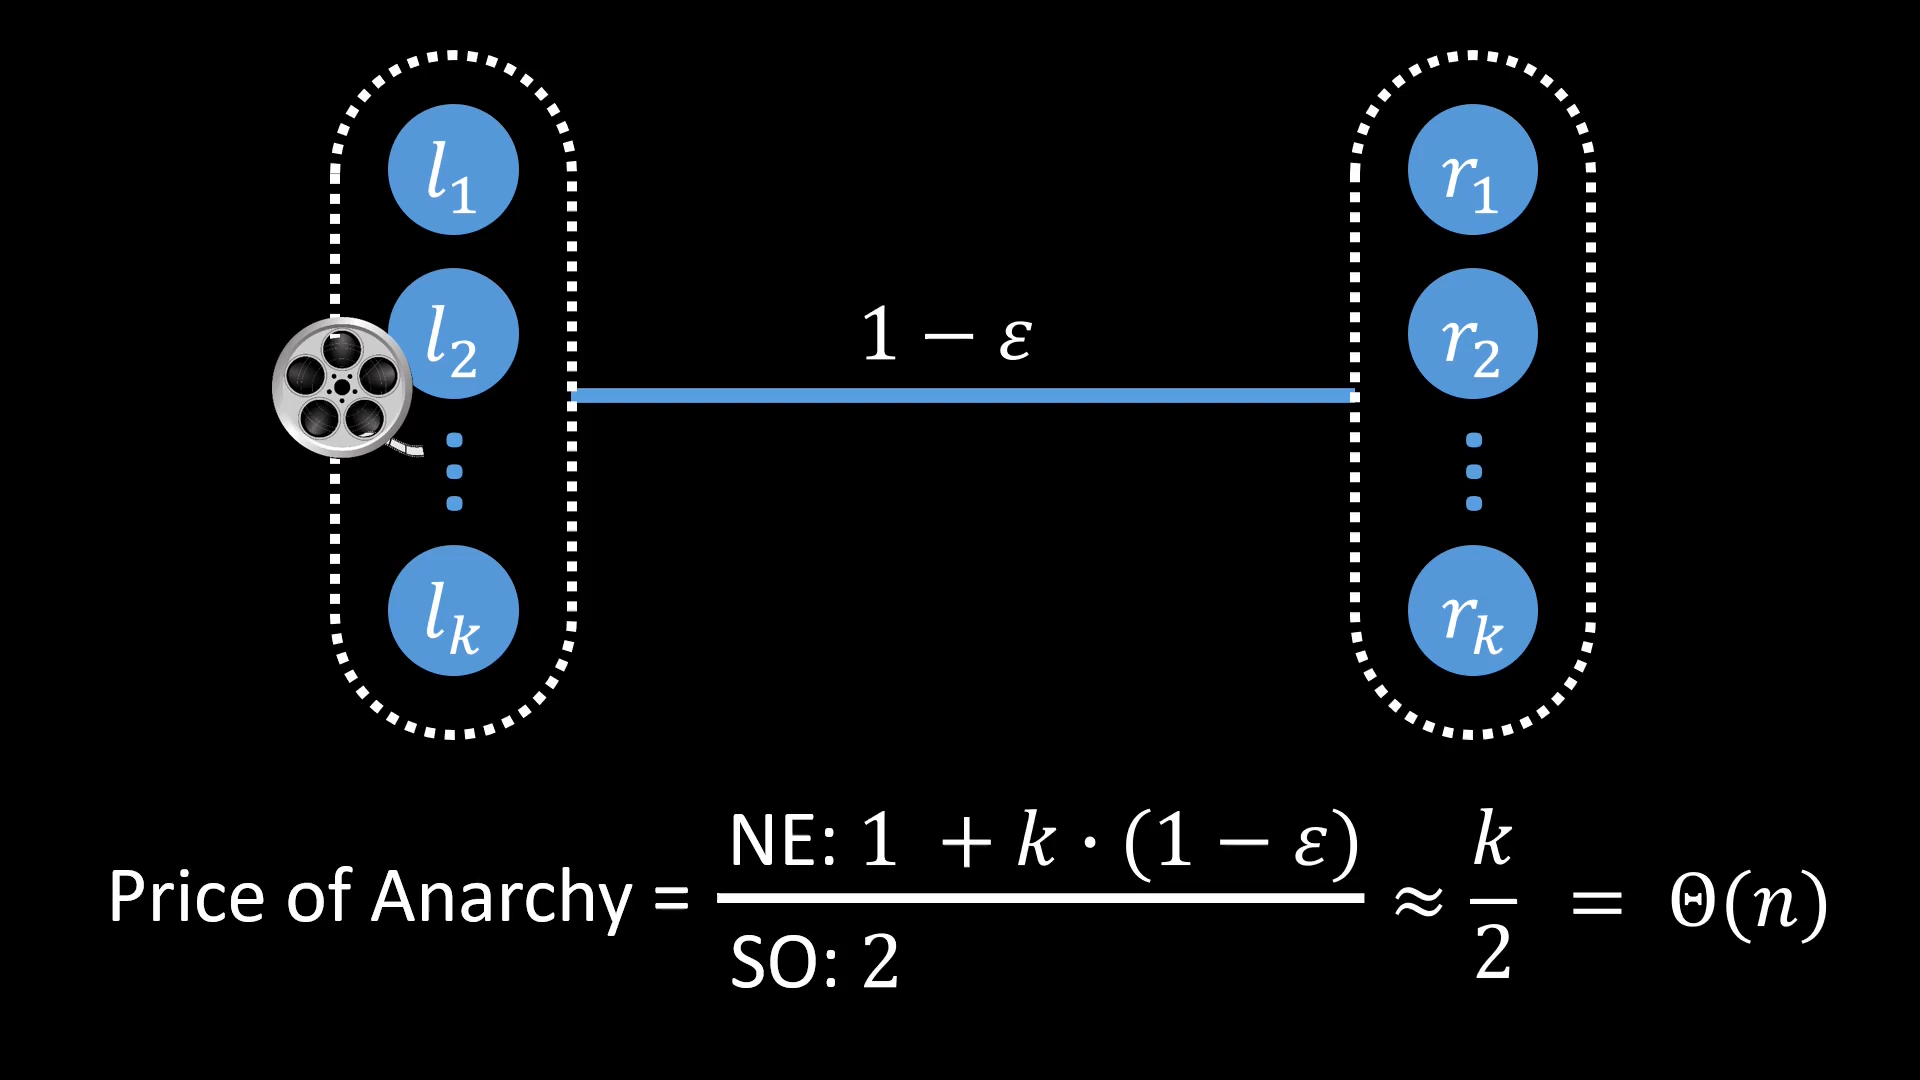 l₁ r₁
l₂ r₂
1 − ε
lₖ rₖ
Price of Anarchy = NE: 1 + k · (1 − ε) / SO: 2 ≈ k / 2 = Θ(n)